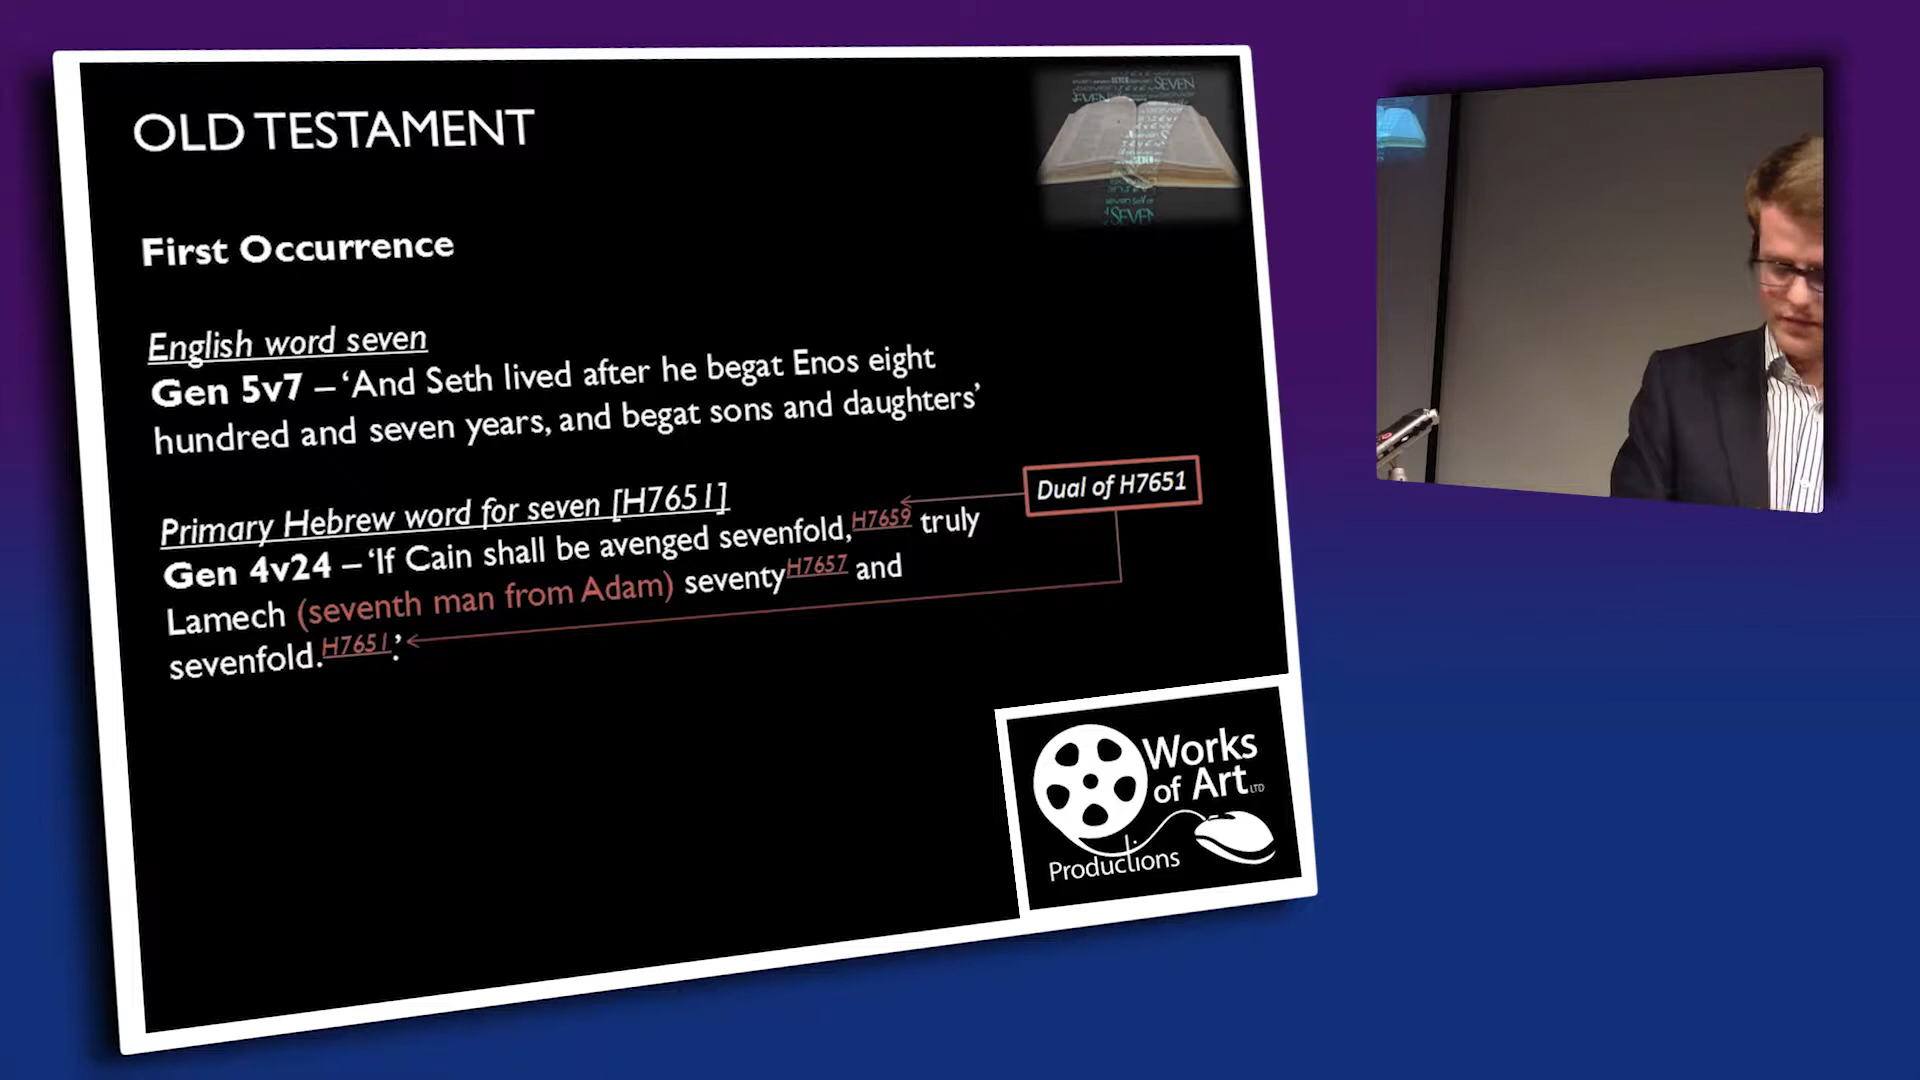 OLD TESTAMENT
SEVEN
SEVEN
First Occurrence
English word seven
Gen 5v7 – ‘And Seth lived after he begat Enos eight
hundred and seven years, and begat sons and daughters’
Primary Hebrew word for seven [H7651]
Dual of H7651
Gen 4v24 – ‘If Cain shall be avenged sevenfold,H7659 truly
Lamech (seventh man from Adam) seventyH7657 and
sevenfold.H7651.’
Works
of Art LTD
Productions